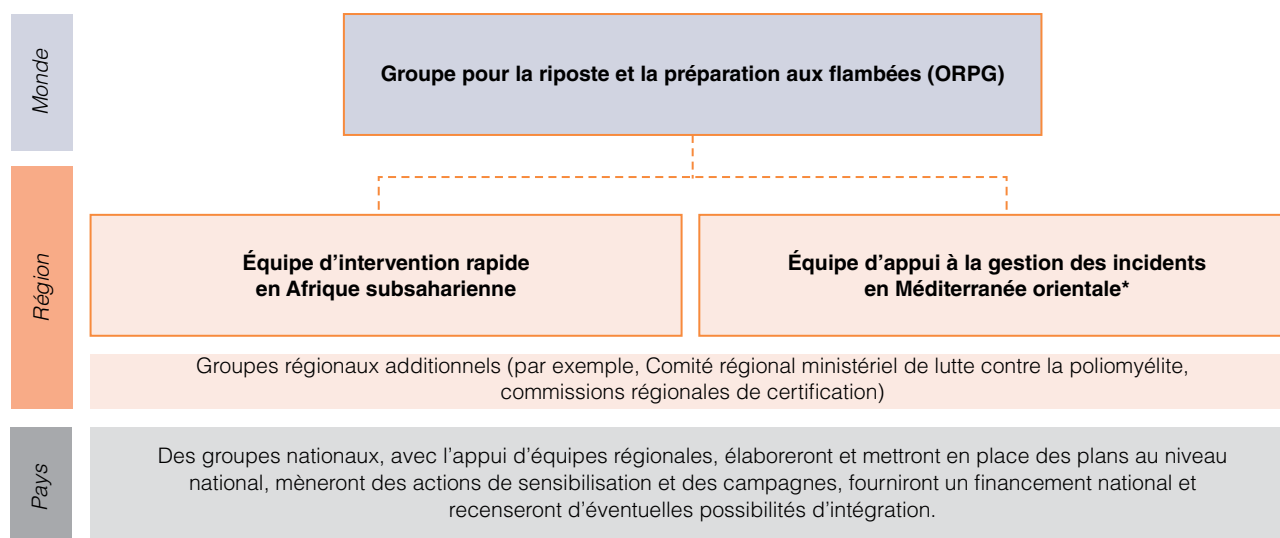 Monde
Groupe pour la riposte et la préparation aux flambées (ORPG)
Région
Équipe d’intervention rapide
en Afrique subsaharienne
Équipe d’appui à la gestion des incidents
en Méditerranée orientale*
Groupes régionaux additionnels (par exemple, Comité régional ministériel de lutte contre la poliomyélite,
commissions régionales de certification)
Pays
Des groupes nationaux, avec l’appui d’équipes régionales, élaboreront et mettront en place des plans au niveau
national, mèneront des actions de sensibilisation et des campagnes, fourniront un financement national et
recenseront d’éventuelles possibilités d’intégration.